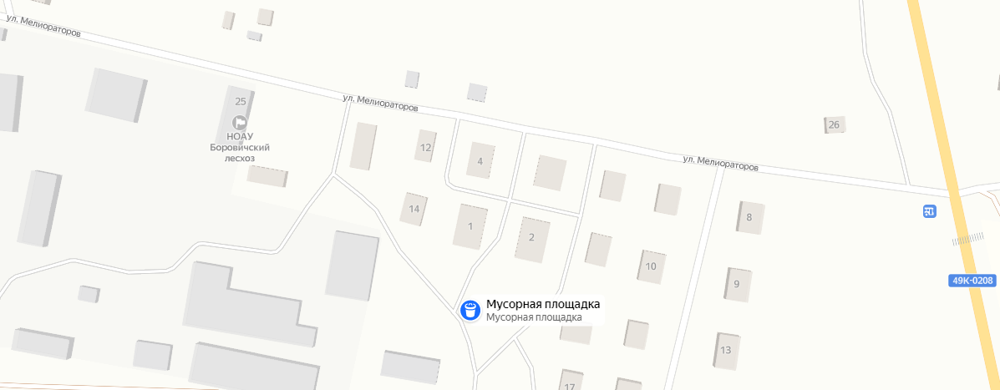 ул. Мелиораторов
25
НОАУ
Боровичский
лесхоз
ул. Мелиораторов
12
4
14
1
2
26
ул. Мелиораторов
8
10
9
49К-0208
Мусорная площадка
Мусорная площадка
13
17